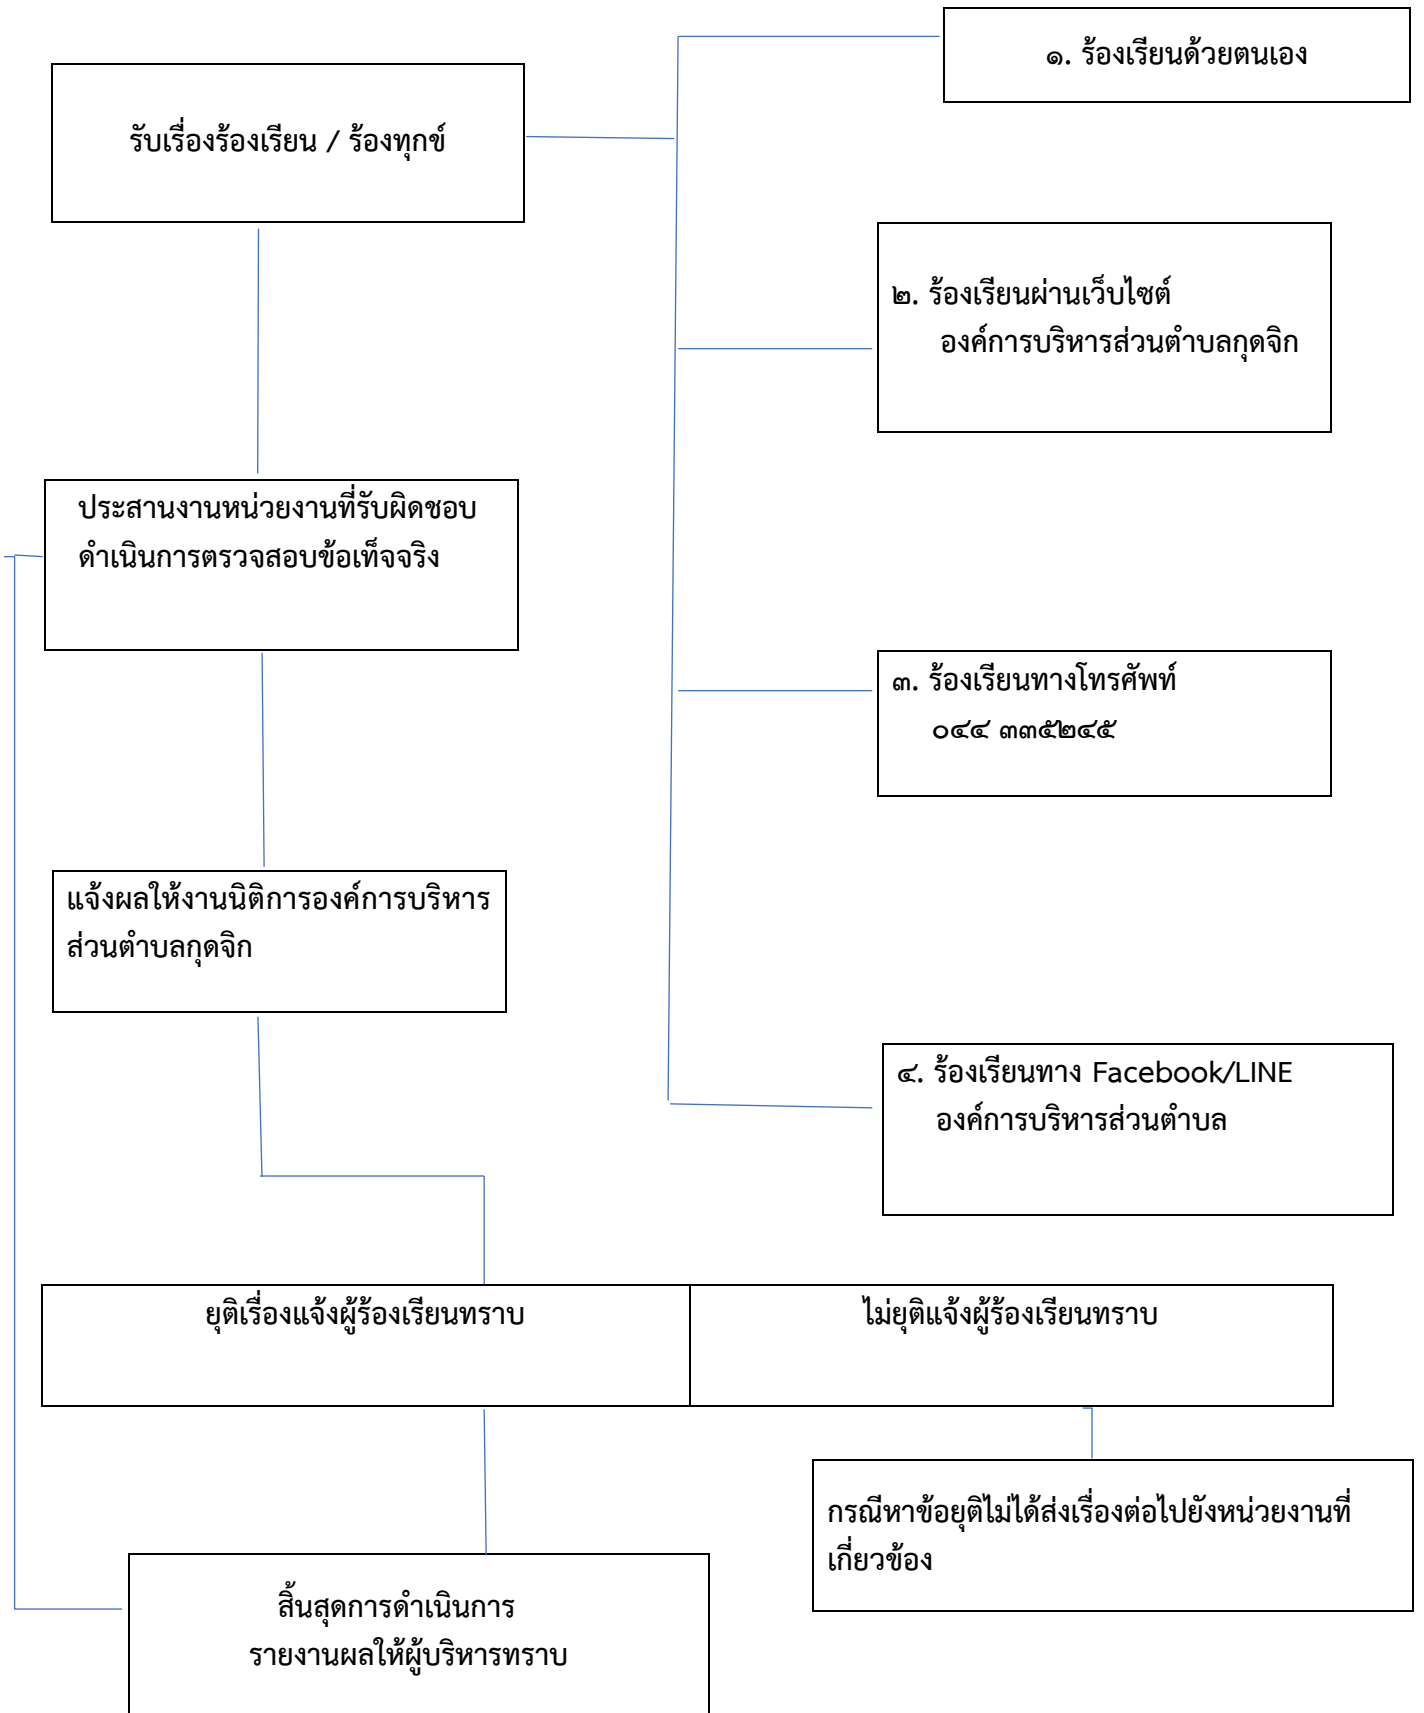 ๑. ร้องเรียนด้วยตนเอง
รับเรื่องร้องเรียน / ร้องทุกข์
๒. ร้องเรียนผ่านเว็บไซต์
องค์การบริหารส่วนตำบลกุดจิก
ประสานงานหน่วยงานที่รับผิดชอบ
ดำเนินการตรวจสอบข้อเท็จจริง
๓. ร้องเรียนทางโทรศัพท์
๐๔๔ ๓๓๕๒๔๕
แจ้งผลให้งานนิติการองค์การบริหาร
ส่วนตำบลกุดจิก
๔. ร้องเรียนทาง Facebook/LINE
องค์การบริหารส่วนตำบล
ยุติเรื่องแจ้งผู้ร้องเรียนทราบ
ไม่ยุติแจ้งผู้ร้องเรียนทราบ
กรณีหาข้อยุติไม่ได้ส่งเรื่องต่อไปยังหน่วยงานที่
เกี่ยวข้อง
สิ้นสุดการดำเนินการ
รายงานผลให้ผู้บริหารทราบ